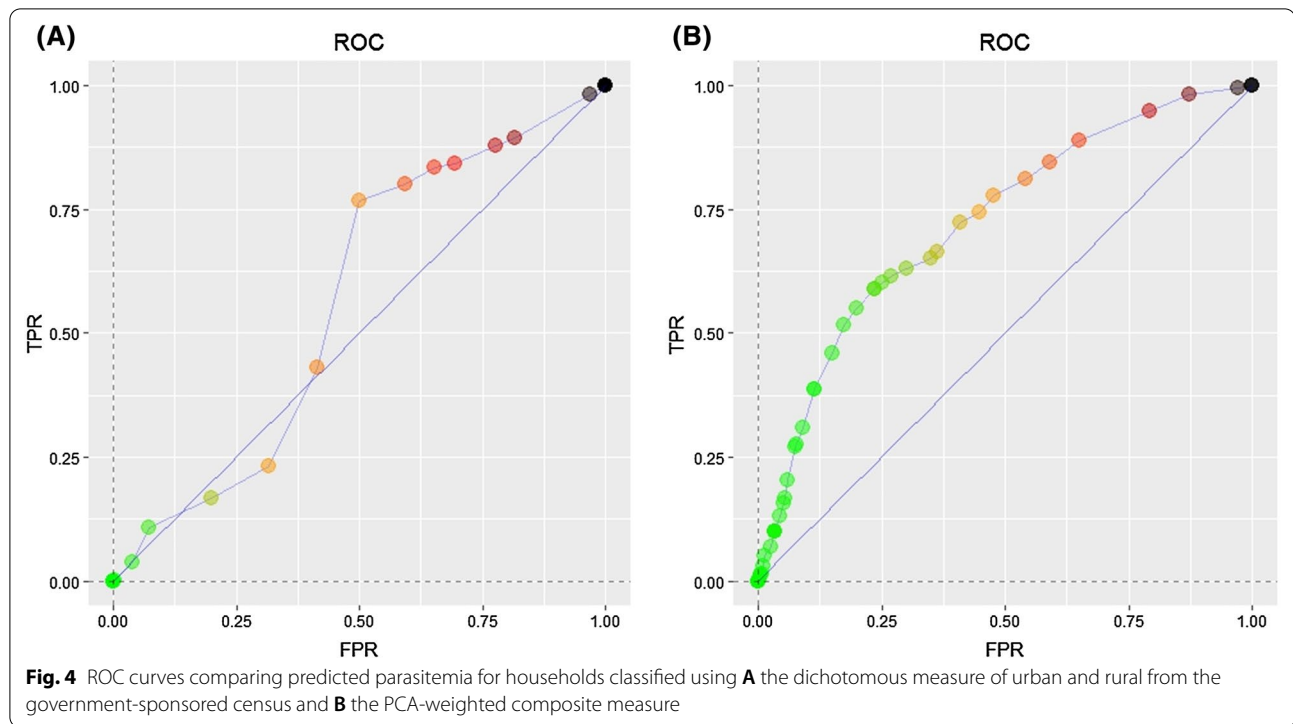 (A)
ROC
1.00
0.75
0.50
0.25
0.00
TPR
0.00 0.25 0.50 0.75 1.00
FPR
(B)
ROC
1.00
0.75
0.50
0.25
0.00
TPR
0.00 0.25 0.50 0.75 1.00
FPR
Fig. 4 ROC curves comparing predicted parasitemia for households classified using A the dichotomous measure of urban and rural from the
government-sponsored census and B the PCA-weighted composite measure